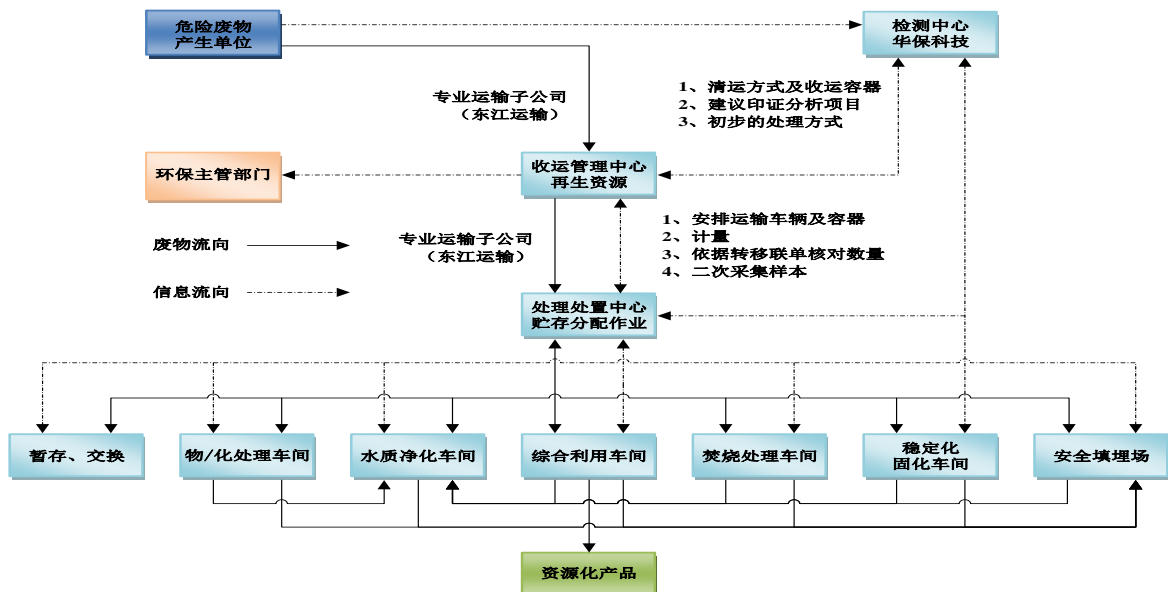 危险废物
产生单位
检测中心
华保科技
专业运输子公司
（东江运输）
1、清运方式及收运容器
2、建议印证分析项目
3、初步的处理方式
环保主管部门
收运管理中心
再生资源
废物流向
专业运输子公司
（东江运输）
1、安排运输车辆及容器
2、计量
3、依据转移联单核对数量
4、二次采集样本
信息流向
处理处置中心
贮存分配作业
暂存、交换
物/化处理车间
水质净化车间
综合利用车间
焚烧处理车间
稳定化
固化车间
安全填埋场
资源化产品